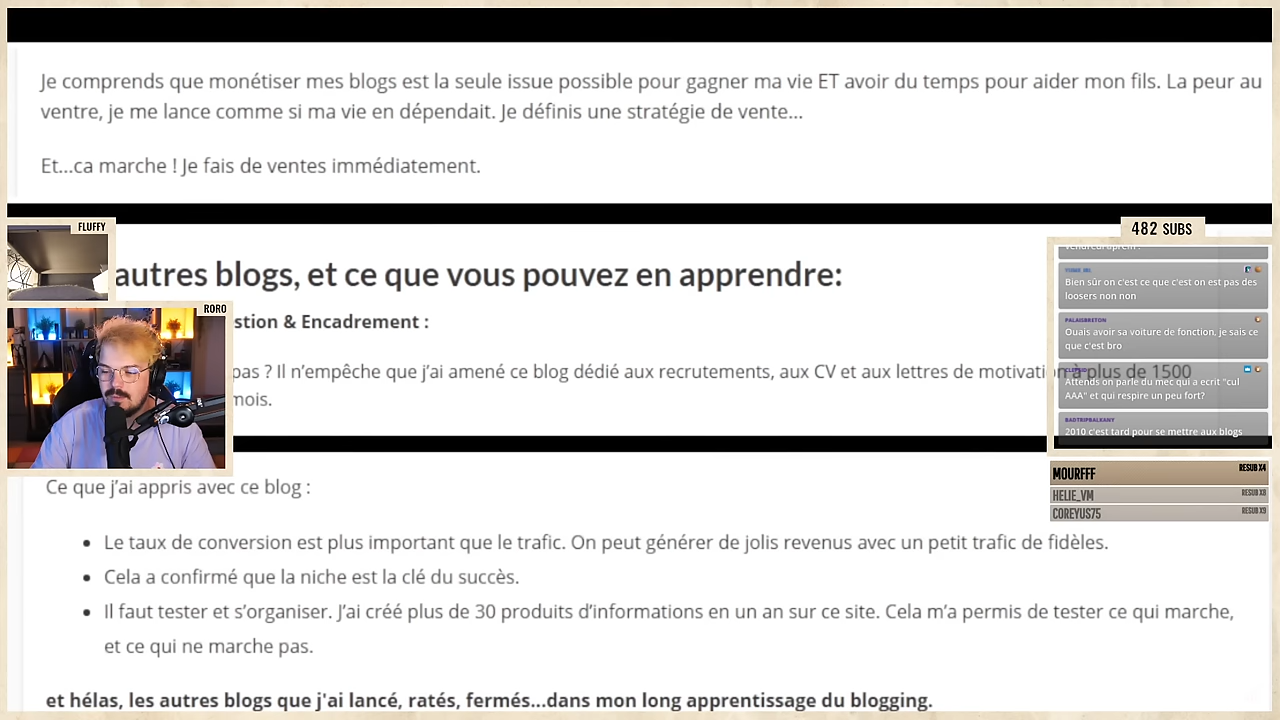 Je comprends que monétiser mes blogs est la seule issue possible pour gagner ma vie ET avoir du temps pour aider mon fils. La peur au
ventre, je me lance comme si ma vie en dépendait. Je définis une stratégie de vente...
Et...ca marche ! Je fais de ventes immédiatement.
FLUFFY
autres blogs, et ce que vous pouvez en apprendre:
stion & Encadrement :
pas ? Il n'empêche que j'ai amené ce blog dédié aux recrutements, aux CV et aux lettres de motivation à plus de 1500
mois.
RORO
482 SUBS
Bien sûr on c'est ce que c'est on est pas des
loosers non non
PALAISBRETON
Ouais avoir sa voiture de fonction, je sais ce
que c'est bro
Attends on parle du mec qui a ecrit "cul
AAA" et qui respire un peu fort?
BADTRIPBALKANY
2010 c'est tard pour se mettre aux blogs
MOURFFF RESUB X4
HELIE_VM RESUB X8
COREYUS75 RESUB X9
Ce que j'ai appris avec ce blog :
Le taux de conversion est plus important que le trafic. On peut générer de jolis revenus avec un petit trafic de fidèles.
Cela a confirmé que la niche est la clé du succès.
Il faut tester et s'organiser. J'ai créé plus de 30 produits d'informations en un an sur ce site. Cela m'a permis de tester ce qui marche,
et ce qui ne marche pas.
et hélas, les autres blogs que j'ai lancé, ratés, fermés...dans mon long apprentissage du blogging.